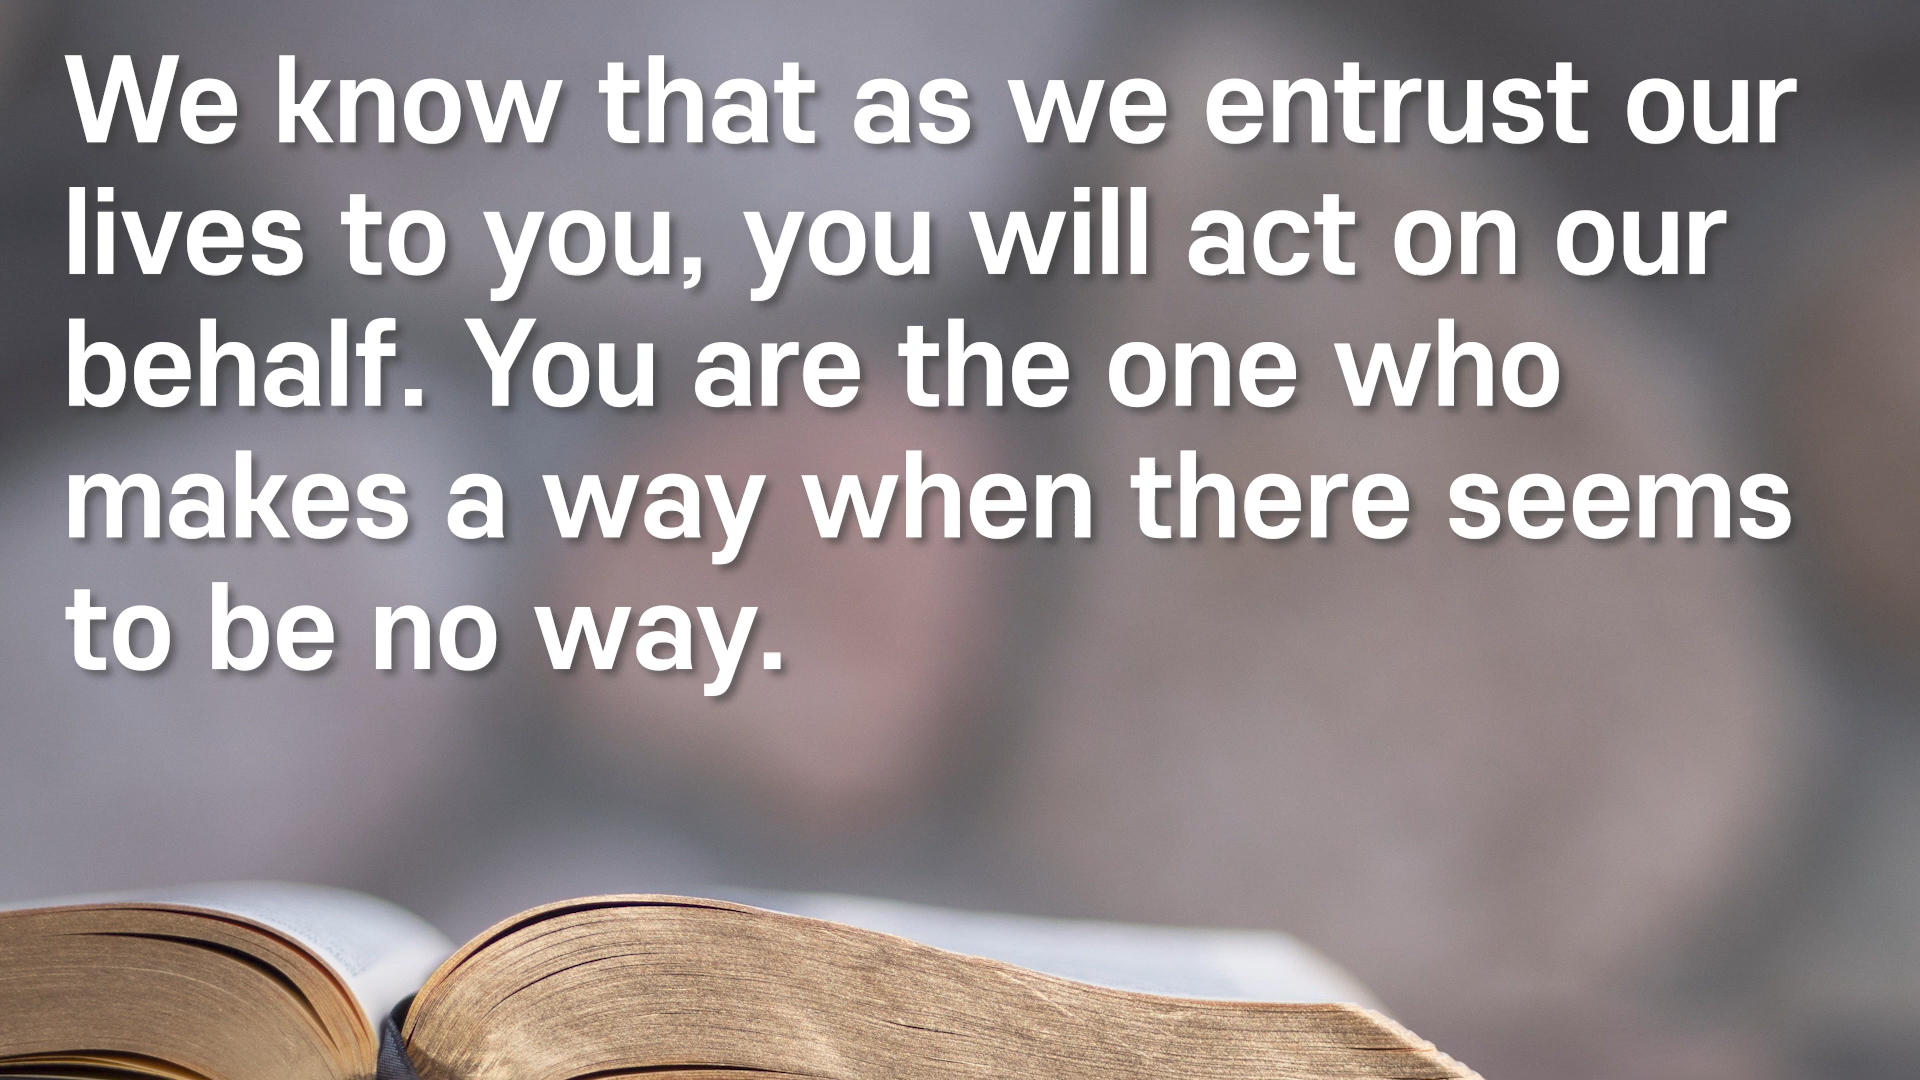 We know that as we entrust our
lives to you, you will act on our
behalf. You are the one who
makes a way when there seems
to be no way.